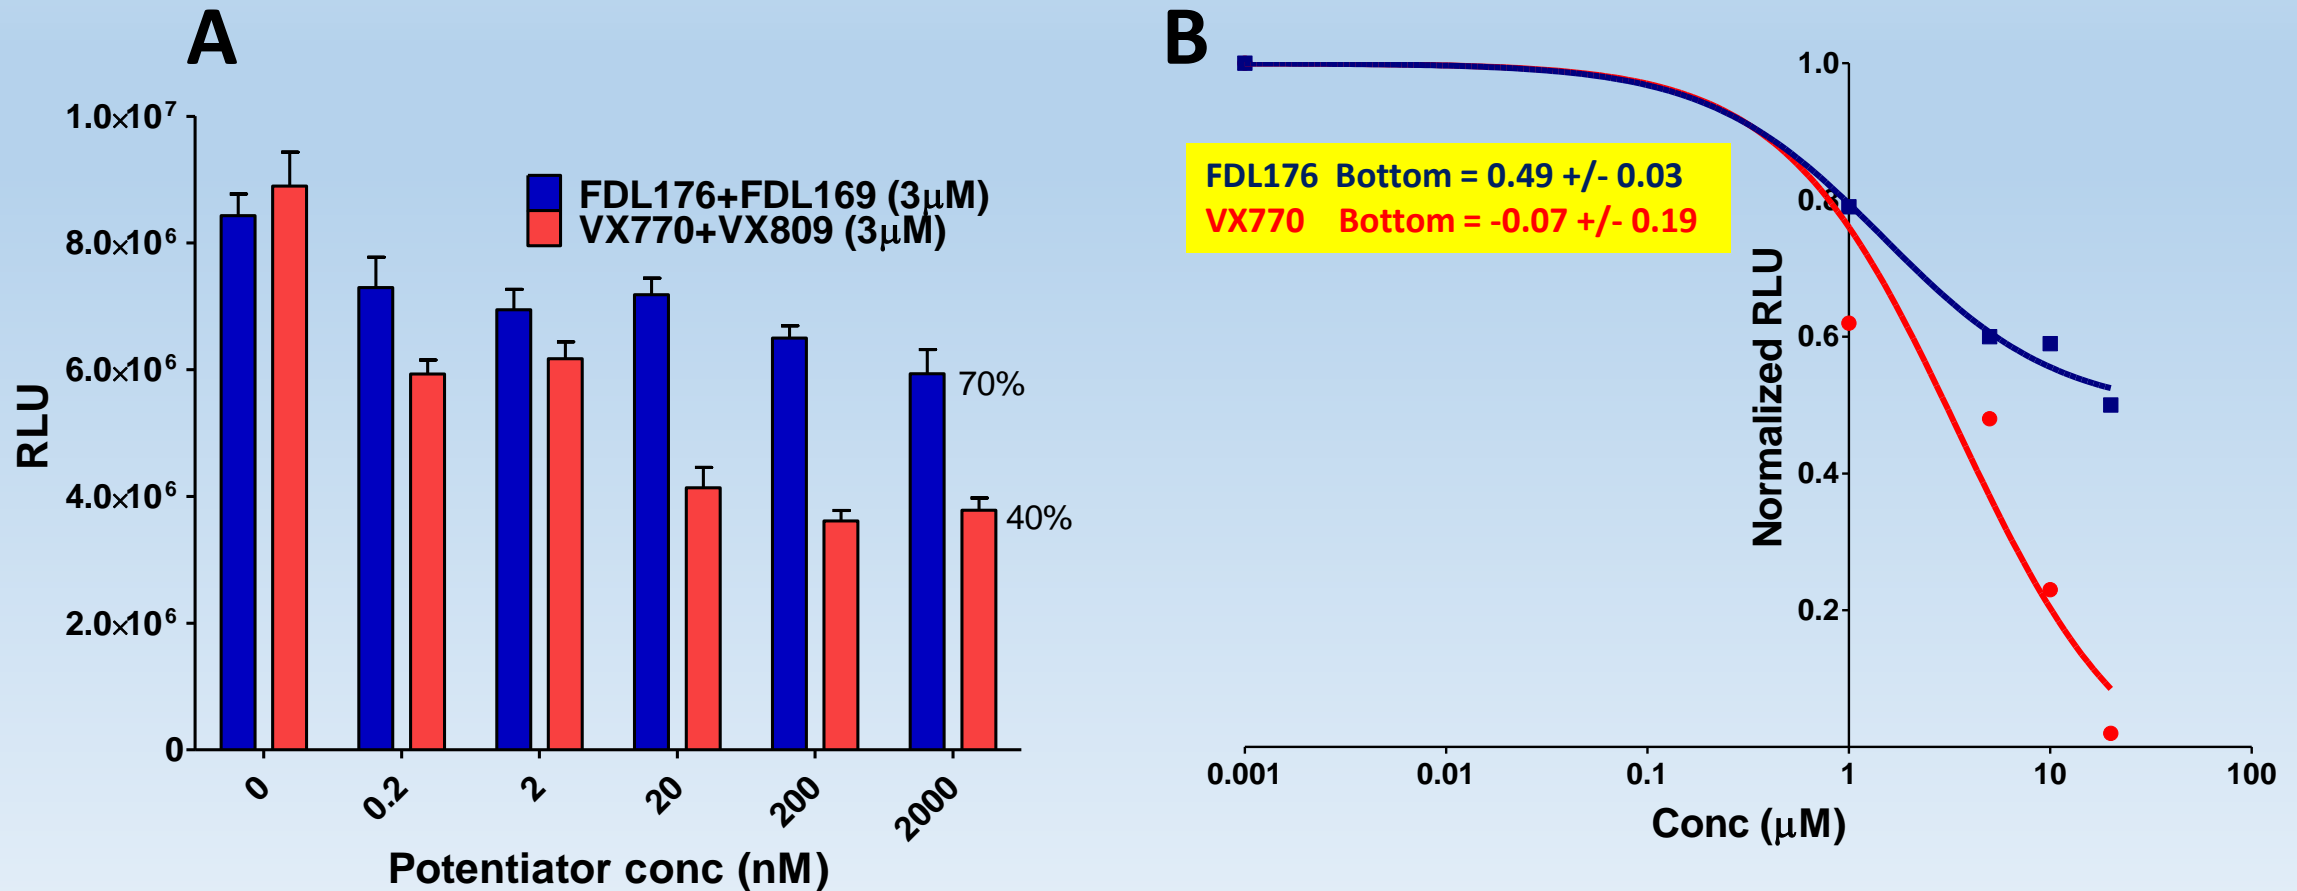 A
1.0×10⁷
8.0×10⁶
6.0×10⁶
4.0×10⁶
2.0×10⁶
0
RLU
FDL176+FDL169 (3μM)
VX770+VX809 (3μM)
70%
40%
0 0.2 2 20 200 2000
Potentiator conc (nM)
B
FDL176 Bottom = 0.49 +/- 0.03
VX770 Bottom = -0.07 +/- 0.19
1.0
0.8
0.6
0.4
0.2
Normalized RLU
0.001 0.01 0.1 1 10 100
Conc (μM)